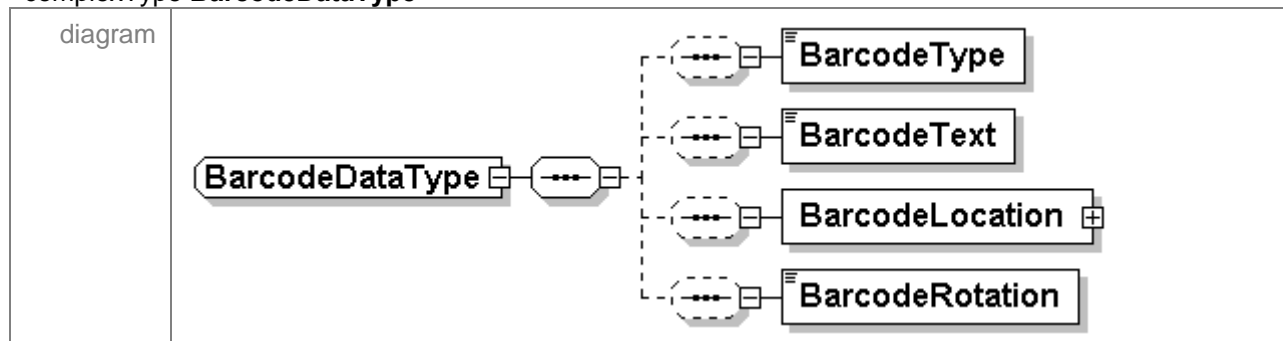 complexType BarcodeDataType
diagram
BarcodeType
BarcodeText
BarcodeDataType
BarcodeLocation
BarcodeRotation